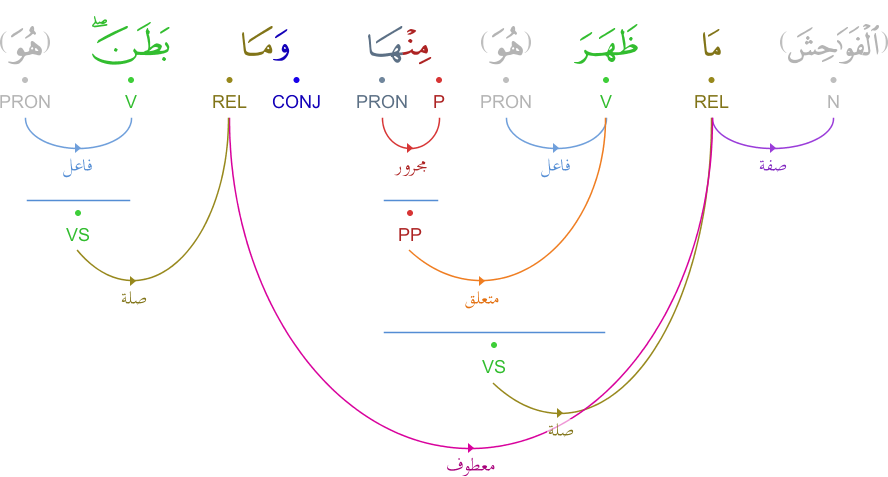 (ٱلْفَوَٰحِشَ) مَا ظَهَرَ (هُوَ) مِنْهَا وَمَا بَطَنَ ۖ (هُوَ)
N REL V PRON P PRON CONJ REL V PRON
صفة فاعل مجرور فاعل
PP VS
متعلق صلة
VS
صلة
معطوف